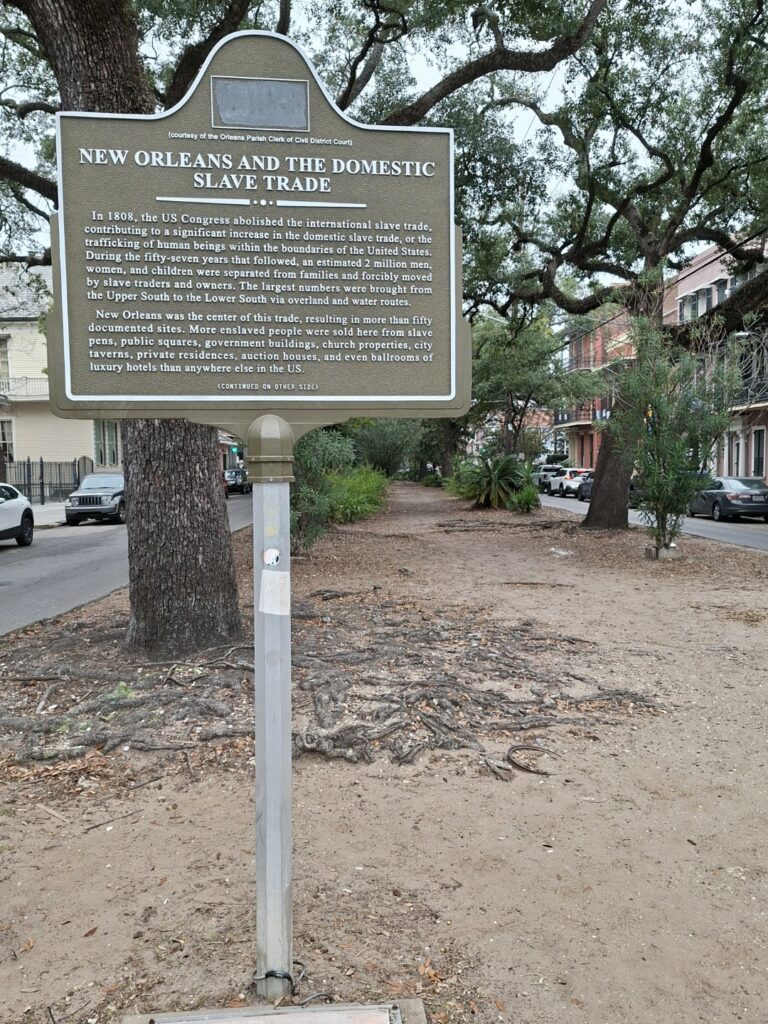 (courtesy of the Orleans Parish Clerk of Civil District Court)
NEW ORLEANS AND THE DOMESTIC
SLAVE TRADE
In 1808, the US Congress abolished the international slave trade,
contributing to a significant increase in the domestic slave trade, or the
trafficking of human beings within the boundaries of the United States.
During the fifty-seven years that followed, an estimated 2 million men,
women, and children were separated from families and forcibly moved
by slave traders and owners. The largest numbers were brought from
the Upper South to the Lower South via overland and water routes.
New Orleans was the center of this trade, resulting in more than fifty
documented sites. More enslaved people were sold here from slave
pens, public squares, government buildings, church properties, city
taverns, private residences, auction houses, and even ballrooms of
luxury hotels than anywhere else in the US.
(CONTINUED ON OTHER SIDE)